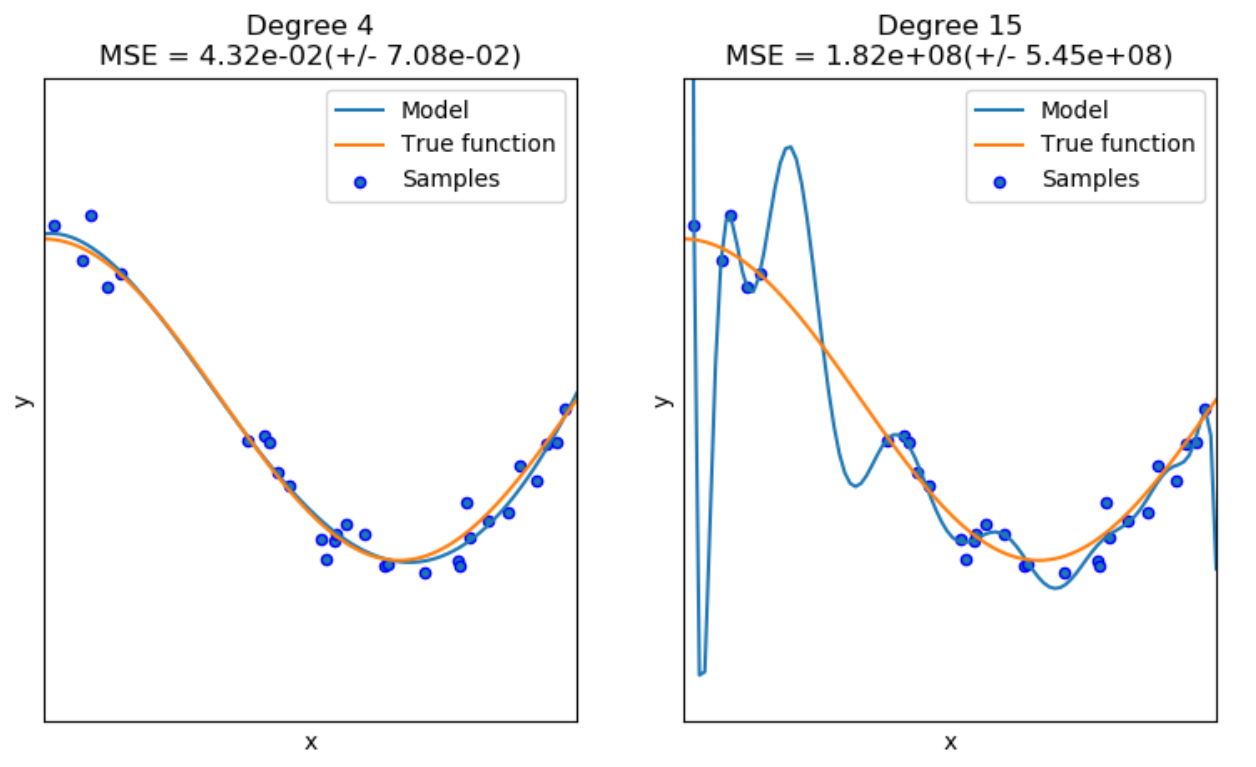 Degree 4
MSE = 4.32e-02(+/- 7.08e-02)
Model
True function
Samples
y
x
Degree 15
MSE = 1.82e+08(+/- 5.45e+08)
Model
True function
Samples
y
x